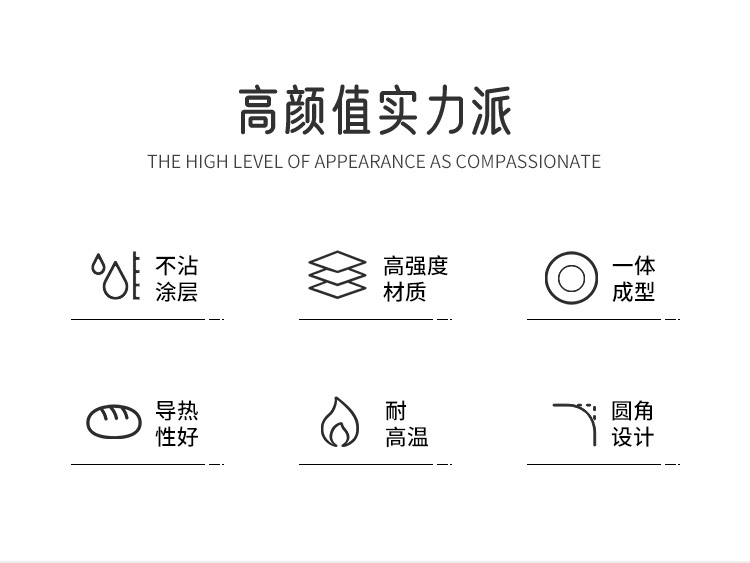 高颜值实力派
THE HIGH LEVEL OF APPEARANCE AS COMPASSIONATE
不沾
涂层
高强度
材质
一体
成型
导热
性好
耐
高温
圆角
设计